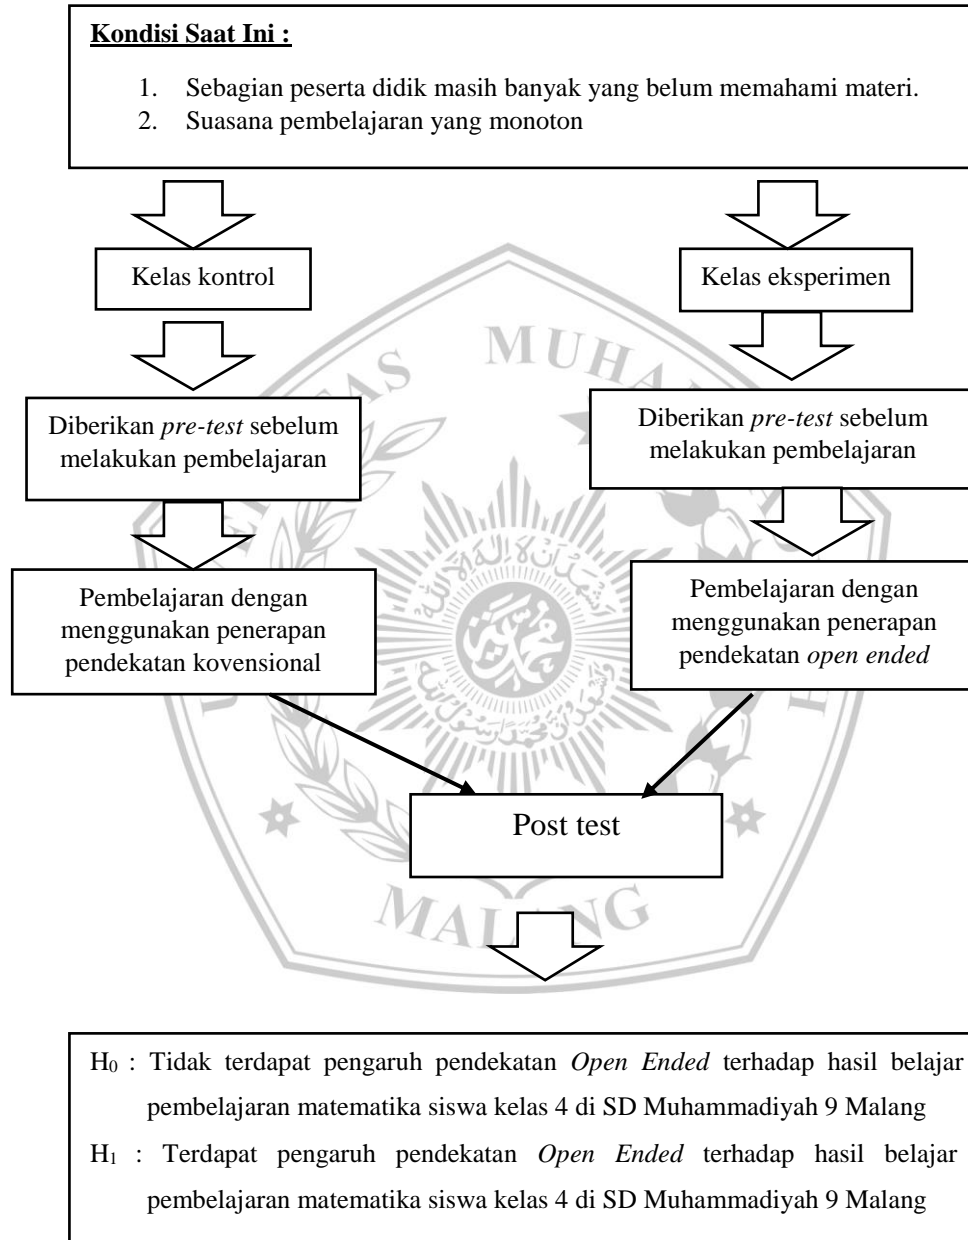 Kondisi Saat Ini :
1. Sebagian peserta didik masih banyak yang belum memahami materi.
2. Suasana pembelajaran yang monoton
Kelas kontrol
Kelas eksperimen
Diberikan pre-test sebelum
melakukan pembelajaran
Diberikan pre-test sebelum
melakukan pembelajaran
Pembelajaran dengan
menggunakan penerapan
pendekatan kovensional
Pembelajaran dengan
menggunakan penerapan
pendekatan open ended
Post test
MALANG
H0 : Tidak terdapat pengaruh pendekatan Open Ended terhadap hasil belajar
pembelajaran matematika siswa kelas 4 di SD Muhammadiyah 9 Malang
H1 : Terdapat pengaruh pendekatan Open Ended terhadap hasil belajar
pembelajaran matematika siswa kelas 4 di SD Muhammadiyah 9 Malang